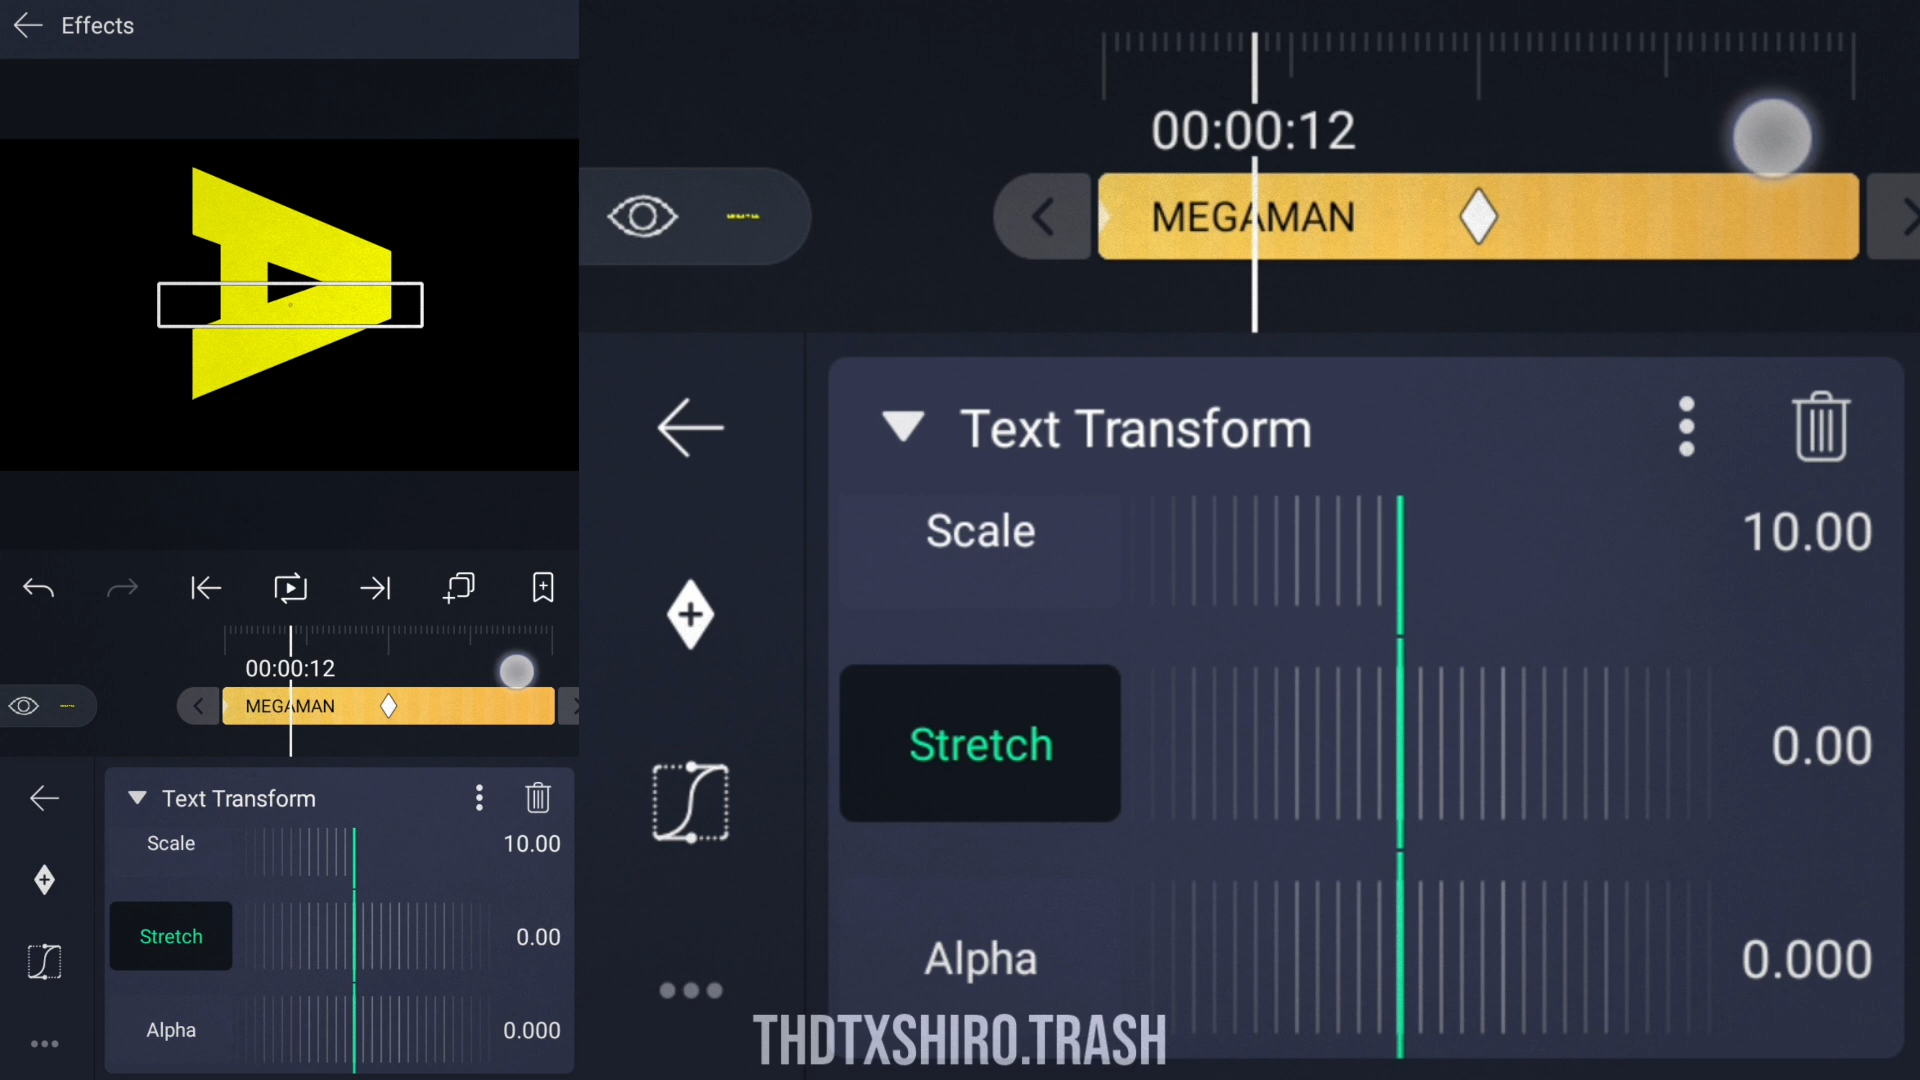 Effects
A
00:00:12
MEGAMAN
Text Transform
Scale
10.00
Stretch
0.00
Alpha
0.000
00:00:12
MEGAMAN
Text Transform
Scale
10.00
Stretch
0.00
Alpha
0.000
THDTXSHIRO.TRASH